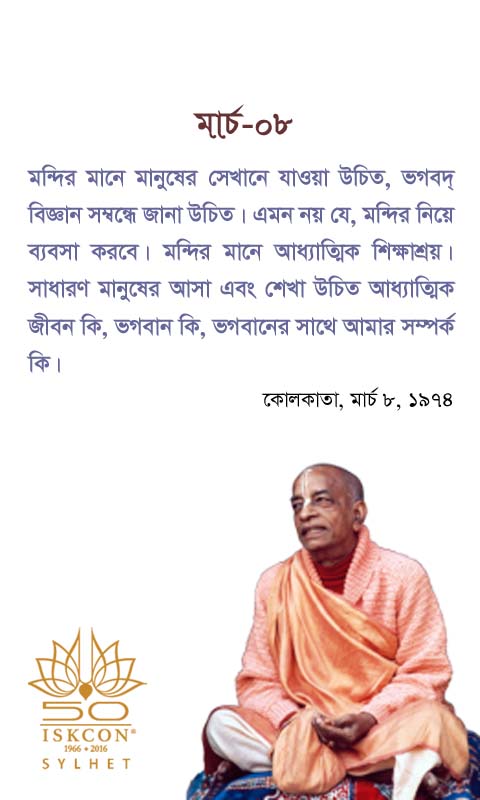 মার্চ-০৮
মন্দির মানে মানুষের সেখানে যাওয়া উচিত, ভগবদ্
বিজ্ঞান সম্বন্ধে জানা উচিত। এমন নয় যে, মন্দির নিয়ে
ব্যবসা করবে। মন্দির মানে আধ্যাত্মিক শিক্ষাশ্রয়।
সাধারণ মানুষের আসা এবং শেখা উচিত আধ্যাত্মিক
জীবন কি, ভগবান কি, ভগবানের সাথে আমার সম্পর্ক
কি।
কোলকাতা, মার্চ ৮, ১৯৭৪
50
ISKCON®
1966 • 2016
SYLHET